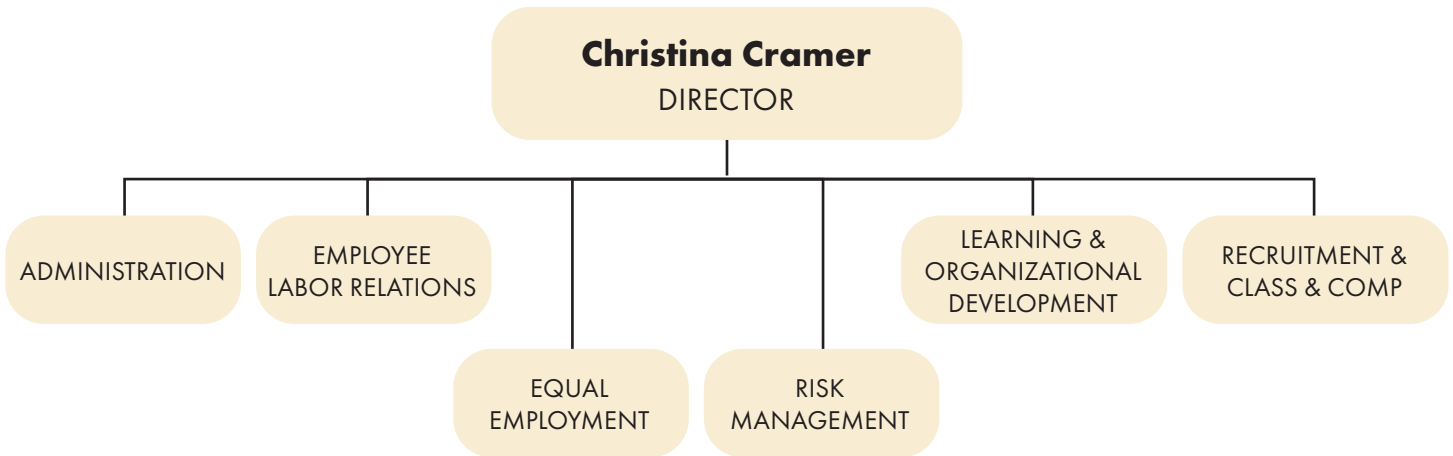 Christina Cramer
DIRECTOR
ADMINISTRATION
EMPLOYEE
LABOR RELATIONS
EQUAL
EMPLOYMENT
RISK
MANAGEMENT
LEARNING &
ORGANIZATIONAL
DEVELOPMENT
RECRUITMENT &
CLASS & COMP